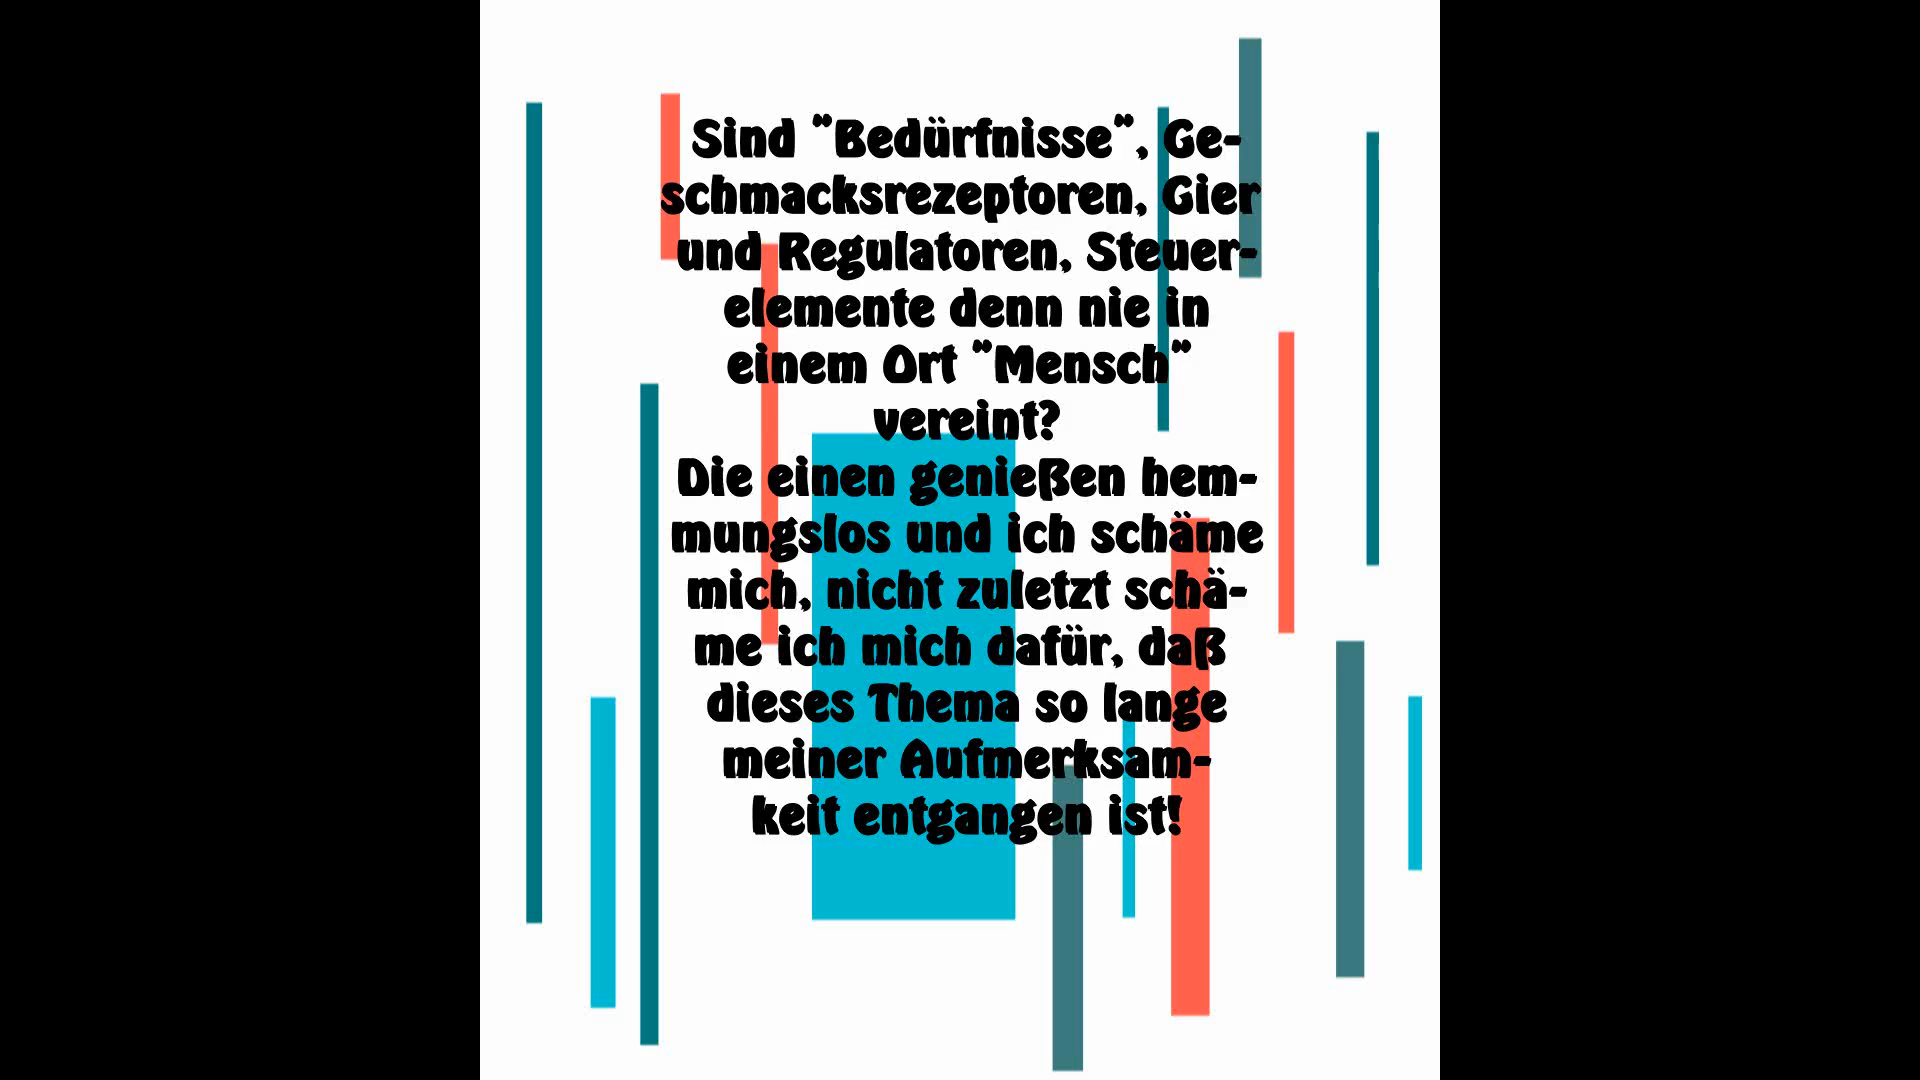 Sind "Bedürfnisse", Ge-
schmacksrezeptoren, Gier
und Regulatoren, Steuer-
elemente denn nie in
einem Ort "Mensch"
vereint?
Die einen genießen hem-
mungslos und ich schäme
mich, nicht zuletzt schä-
me ich mich dafür, daß
dieses Thema so lange
meiner Aufmerksam-
keit entgangen ist!